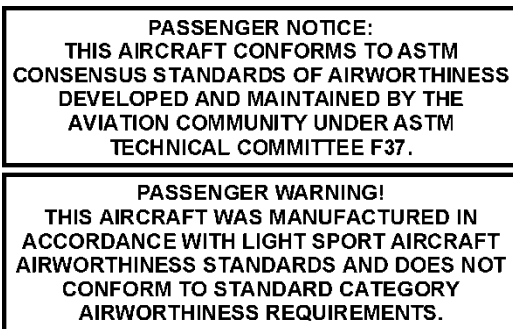 PASSENGER NOTICE:
THIS AIRCRAFT CONFORMS TO ASTM
CONSENSUS STANDARDS OF AIRWORTHINESS
DEVELOPED AND MAINTAINED BY THE
AVIATION COMMUNITY UNDER ASTM
TECHNICAL COMMITTEE F37.
PASSENGER WARNING!
THIS AIRCRAFT WAS MANUFACTURED IN
ACCORDANCE WITH LIGHT SPORT AIRCRAFT
AIRWORTHINESS STANDARDS AND DOES NOT
CONFORM TO STANDARD CATEGORY
AIRWORTHINESS REQUIREMENTS.